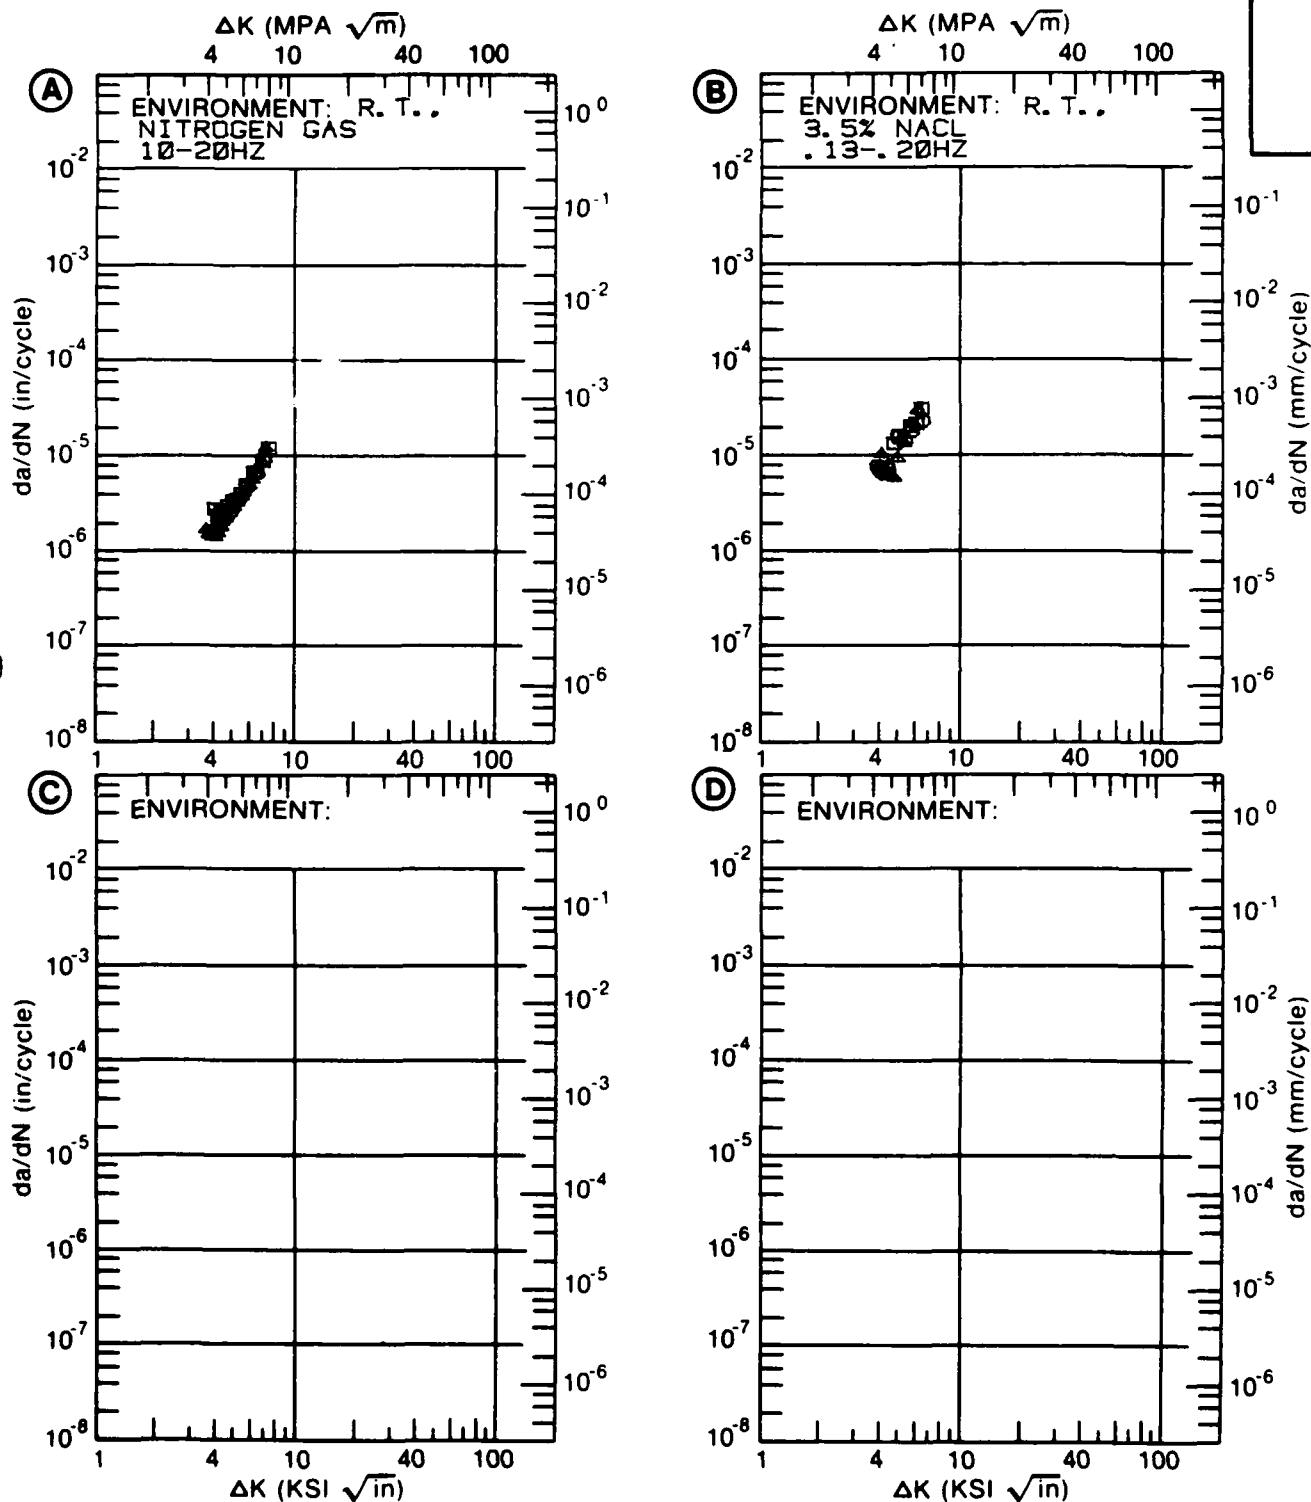 ΔK (MPA √m)
4 10 40 100
A
ENVIRONMENT: R. T.,
NITROGEN GAS
10-20HZ
da/dN (in/cycle)
10⁻²
10⁻³
10⁻⁴
10⁻⁵
10⁻⁶
10⁻⁷
10⁻⁸
10⁰
10⁻¹
10⁻²
10⁻³
10⁻⁴
10⁻⁵
10⁻⁶
1 4 10 40 100
ΔK (MPA √m)
4 10 40 100
B
ENVIRONMENT: R. T.,
3.5% NACL
.13-.20HZ
10⁻²
10⁻³
10⁻⁴
10⁻⁵
10⁻⁶
10⁻⁷
10⁻⁸
10⁻¹
10⁻²
10⁻³
10⁻⁴
10⁻⁵
10⁻⁶
da/dN (mm/cycle)
1 4 10 40 100
C
ENVIRONMENT:
da/dN (in/cycle)
10⁻²
10⁻³
10⁻⁴
10⁻⁵
10⁻⁶
10⁻⁷
10⁻⁸
10⁰
10⁻¹
10⁻²
10⁻³
10⁻⁴
10⁻⁵
10⁻⁶
1 4 10 40 100
ΔK (KSI √in)
D
ENVIRONMENT:
10⁻²
10⁻³
10⁻⁴
10⁻⁵
10⁻⁶
10⁻⁷
10⁻⁸
10⁰
10⁻¹
10⁻²
10⁻³
10⁻⁴
10⁻⁵
10⁻⁶
da/dN (mm/cycle)
1 4 10 40 100
ΔK (KSI √in)